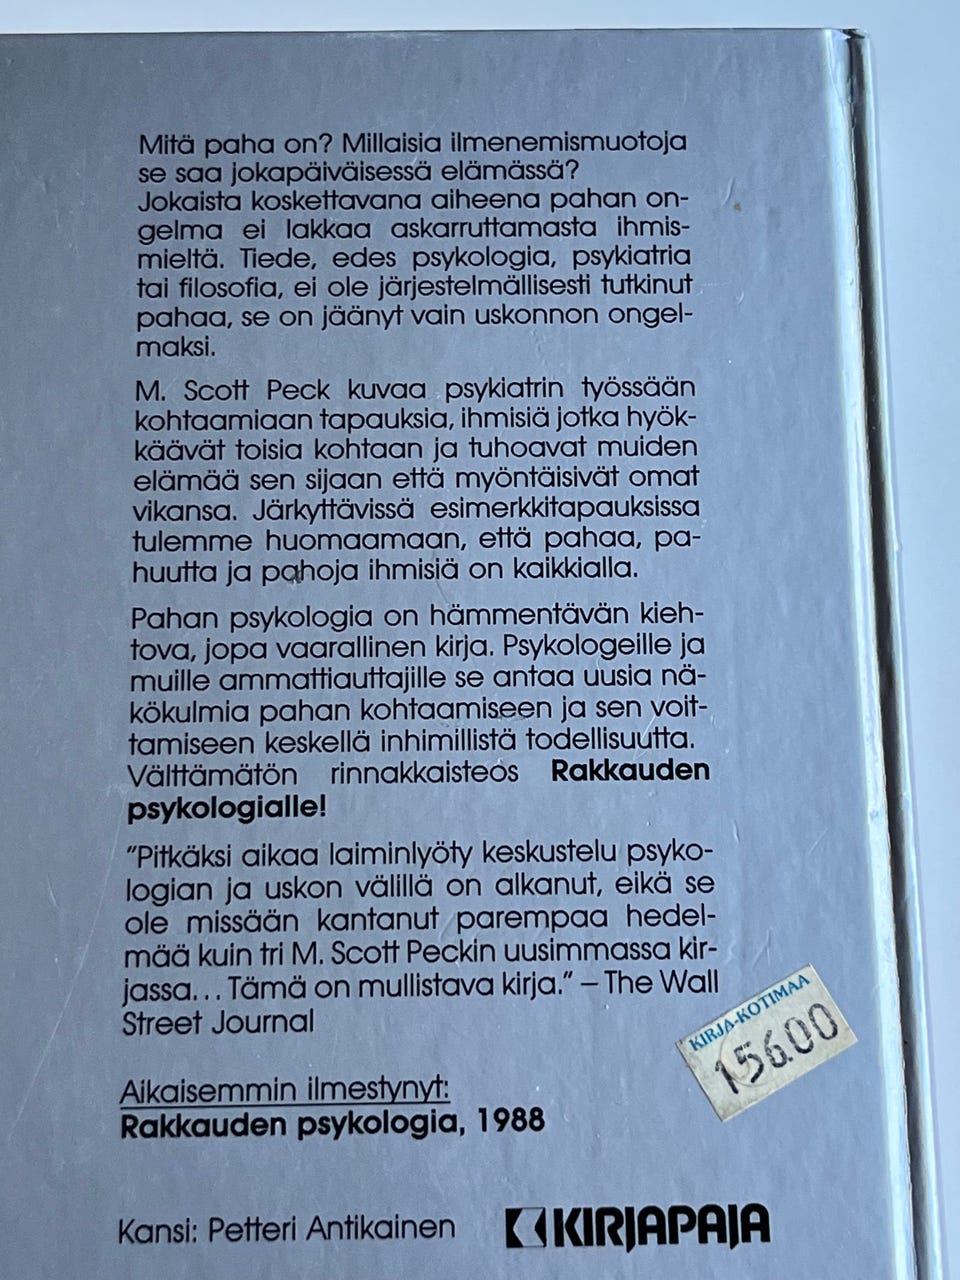 Mitä paha on? Millaisia ilmenemismuotoja
se saa jokapäiväisessä elämässä?
Jokaista koskettavana aiheena pahan on-
gelma ei lakkaa askarruttamasta ihmis-
mieltä. Tiede, edes psykologia, psykiatria
tai filosofia, ei ole järjestelmällisesti tutkinut
pahaa, se on jäänyt vain uskonnon ongel-
maksi.
M. Scott Peck kuvaa psykiatrin työssään
kohtaamiaan tapauksia, ihmisiä jotka hyök-
käävät toisia kohtaan ja tuhoavat muiden
elämää sen sijaan että myöntäisivät omat
vikansa. Järkyttävissä esimerkkitapauksissa
tulemme huomaamaan, että pahaa, pa-
huutta ja pahoja ihmisiä on kaikkialla.
Pahan psykologia on hämmentävän kieh-
tova, jopa vaarallinen kirja. Psykologeille ja
muille ammattiauttajille se antaa uusia nä-
kökulmia pahan kohtaamiseen ja sen voit-
tamiseen keskellä inhimillistä todellisuutta.
Välttämätön rinnakkaisteos Rakkauden
psykologialle!
"Pitkäksi aikaa laiminlyöty keskustelu psyko-
logian ja uskon välillä on alkanut, eikä se
ole missään kantanut parempaa hedel-
mää kuin tri M. Scott Peckin uusimmassa kir-
jassa... Tämä on mullistava kirja." – The Wall
Street Journal
KIRJA-KOTIMAA
156.00
Aikaisemmin ilmestynyt:
Rakkauden psykologia, 1988
Kansi: Petteri Antikainen
KIRJAPAJA